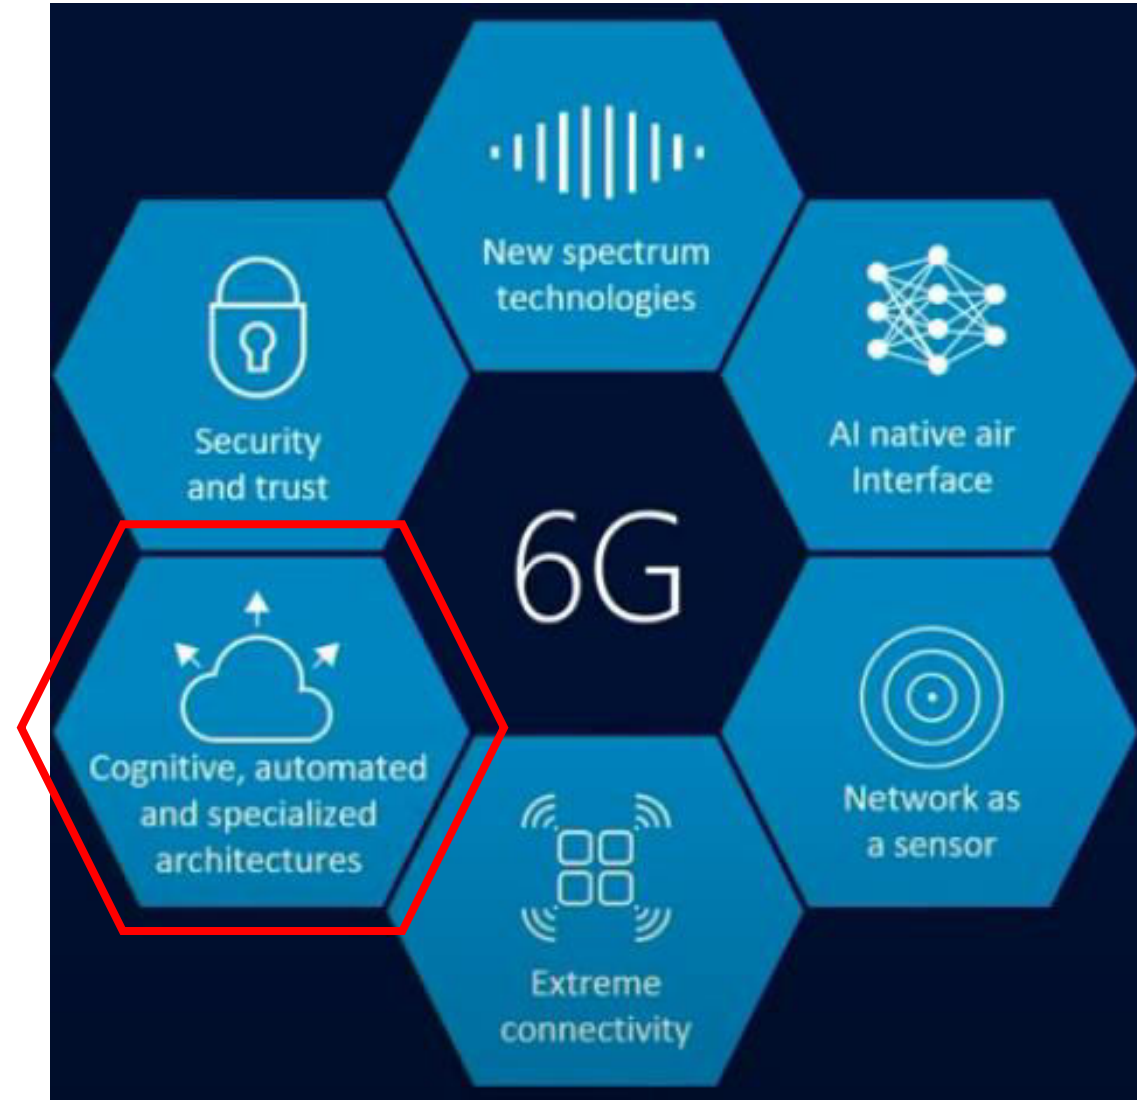 New spectrum
technologies
Security
and trust
AI native air
Interface
6G
Cognitive, automated
and specialized
architectures
Network as
a sensor
Extreme
connectivity